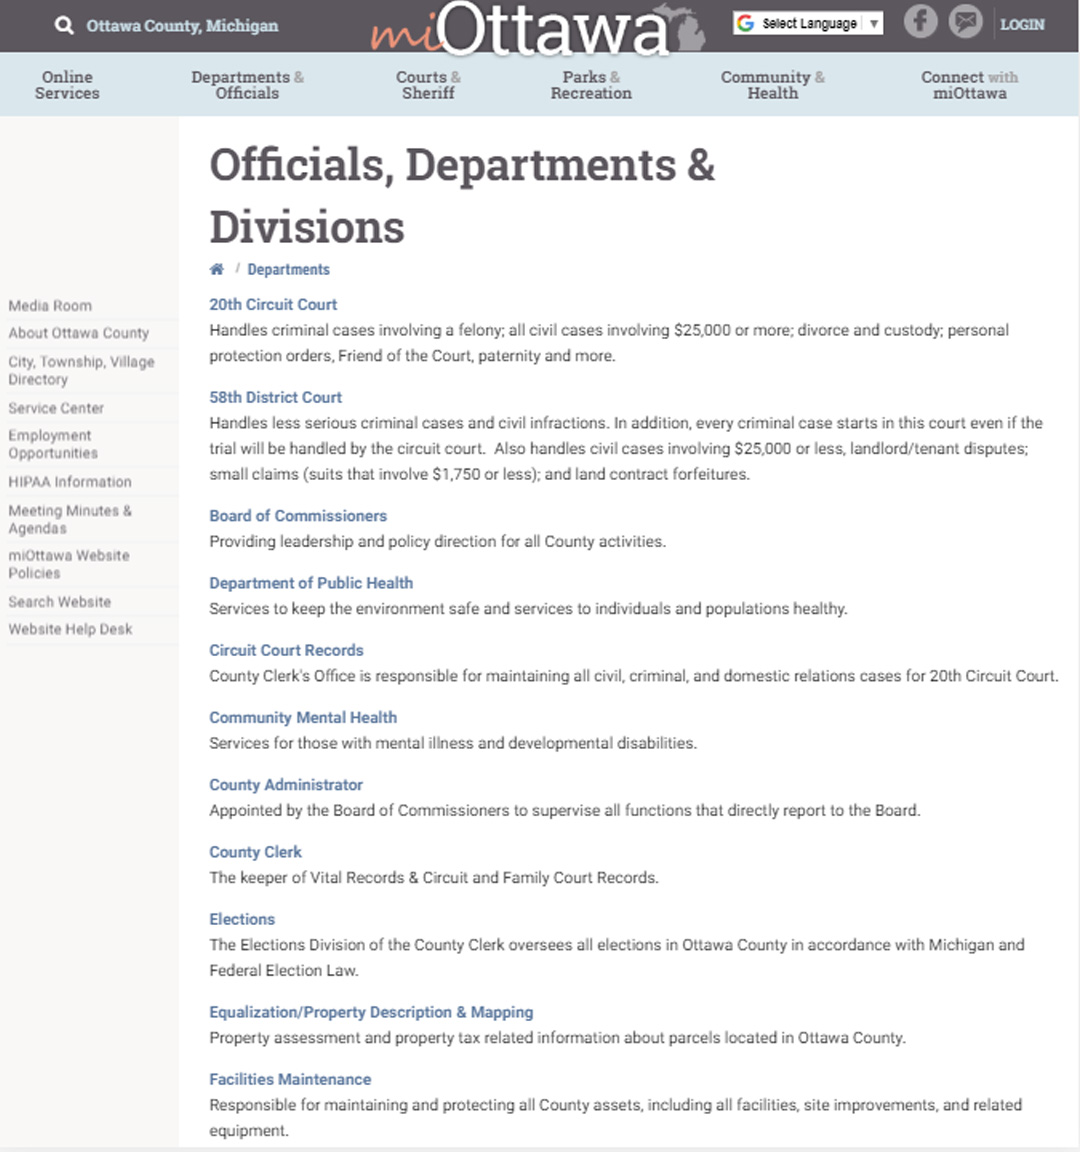 Ottawa County, Michigan
miOttawa
Select Language ▼
LOGIN
Online
Services
Departments &
Officials
Courts &
Sheriff
Parks &
Recreation
Community &
Health
Connect with
miOttawa
Officials, Departments &
Divisions
/ Departments
Media Room
About Ottawa County
City, Township, Village
Directory
Service Center
Employment
Opportunities
HIPAA Information
Meeting Minutes &
Agendas
miOttawa Website
Policies
Search Website
Website Help Desk
20th Circuit Court
Handles criminal cases involving a felony; all civil cases involving $25,000 or more; divorce and custody; personal
protection orders, Friend of the Court, paternity and more.
58th District Court
Handles less serious criminal cases and civil infractions. In addition, every criminal case starts in this court even if the
trial will be handled by the circuit court.  Also handles civil cases involving $25,000 or less, landlord/tenant disputes;
small claims (suits that involve $1,750 or less); and land contract forfeitures.
Board of Commissioners
Providing leadership and policy direction for all County activities.
Department of Public Health
Services to keep the environment safe and services to individuals and populations healthy.
Circuit Court Records
County Clerk's Office is responsible for maintaining all civil, criminal, and domestic relations cases for 20th Circuit Court.
Community Mental Health
Services for those with mental illness and developmental disabilities.
County Administrator
Appointed by the Board of Commissioners to supervise all functions that directly report to the Board.
County Clerk
The keeper of Vital Records & Circuit and Family Court Records.
Elections
The Elections Division of the County Clerk oversees all elections in Ottawa County in accordance with Michigan and
Federal Election Law.
Equalization/Property Description & Mapping
Property assessment and property tax related information about parcels located in Ottawa County.
Facilities Maintenance
Responsible for maintaining and protecting all County assets, including all facilities, site improvements, and related
equipment.